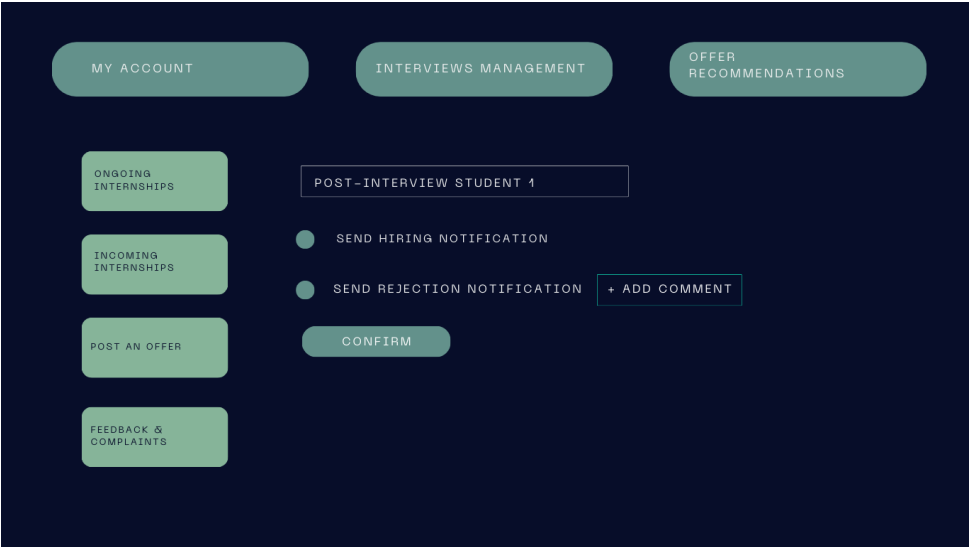 MY ACCOUNT
INTERVIEWS MANAGEMENT
OFFER
RECOMMENDATIONS
ONGOING
INTERNSHIPS
INCOMING
INTERNSHIPS
POST AN OFFER
FEEDBACK &
COMPLAINTS
POST-INTERVIEW STUDENT 1
SEND HIRING NOTIFICATION
SEND REJECTION NOTIFICATION
+ ADD COMMENT
CONFIRM